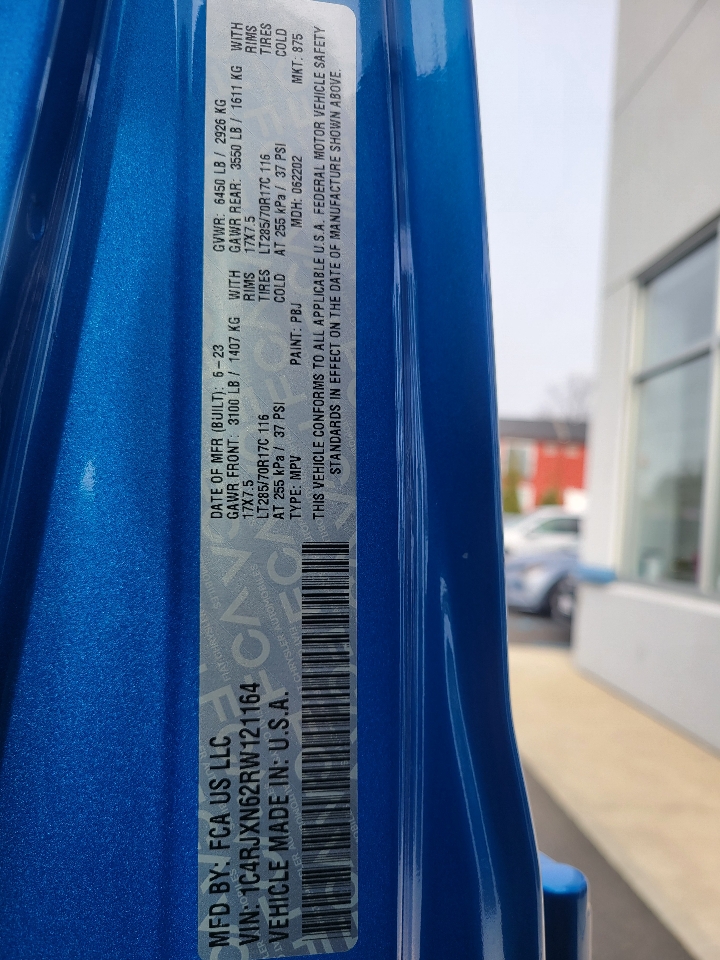 MFD BY: FCA US LLC
VIN: 1C4RJXN62RW121164
VEHICLE MADE IN: U.S.A.
DATE OF MFR (BUILT): 6-23 GVWR: 6450 LB / 2926 KG
GAWR FRONT: 3100 LB / 1407 KG WITH GAWR REAR: 3550 LB / 1611 KG WITH
17X7.5 RIMS 17X7.5 RIMS
LT285/70R17C 116 TIRES LT285/70R17C 116 TIRES
AT 255 kPa / 37 PSI COLD AT 255 kPa / 37 PSI COLD
TYPE: MPV PAINT: PBJ MDH: 062202 MKT: 875
THIS VEHICLE CONFORMS TO ALL APPLICABLE U.S.A. FEDERAL MOTOR VEHICLE SAFETY
STANDARDS IN EFFECT ON THE DATE OF MANUFACTURE SHOWN ABOVE.